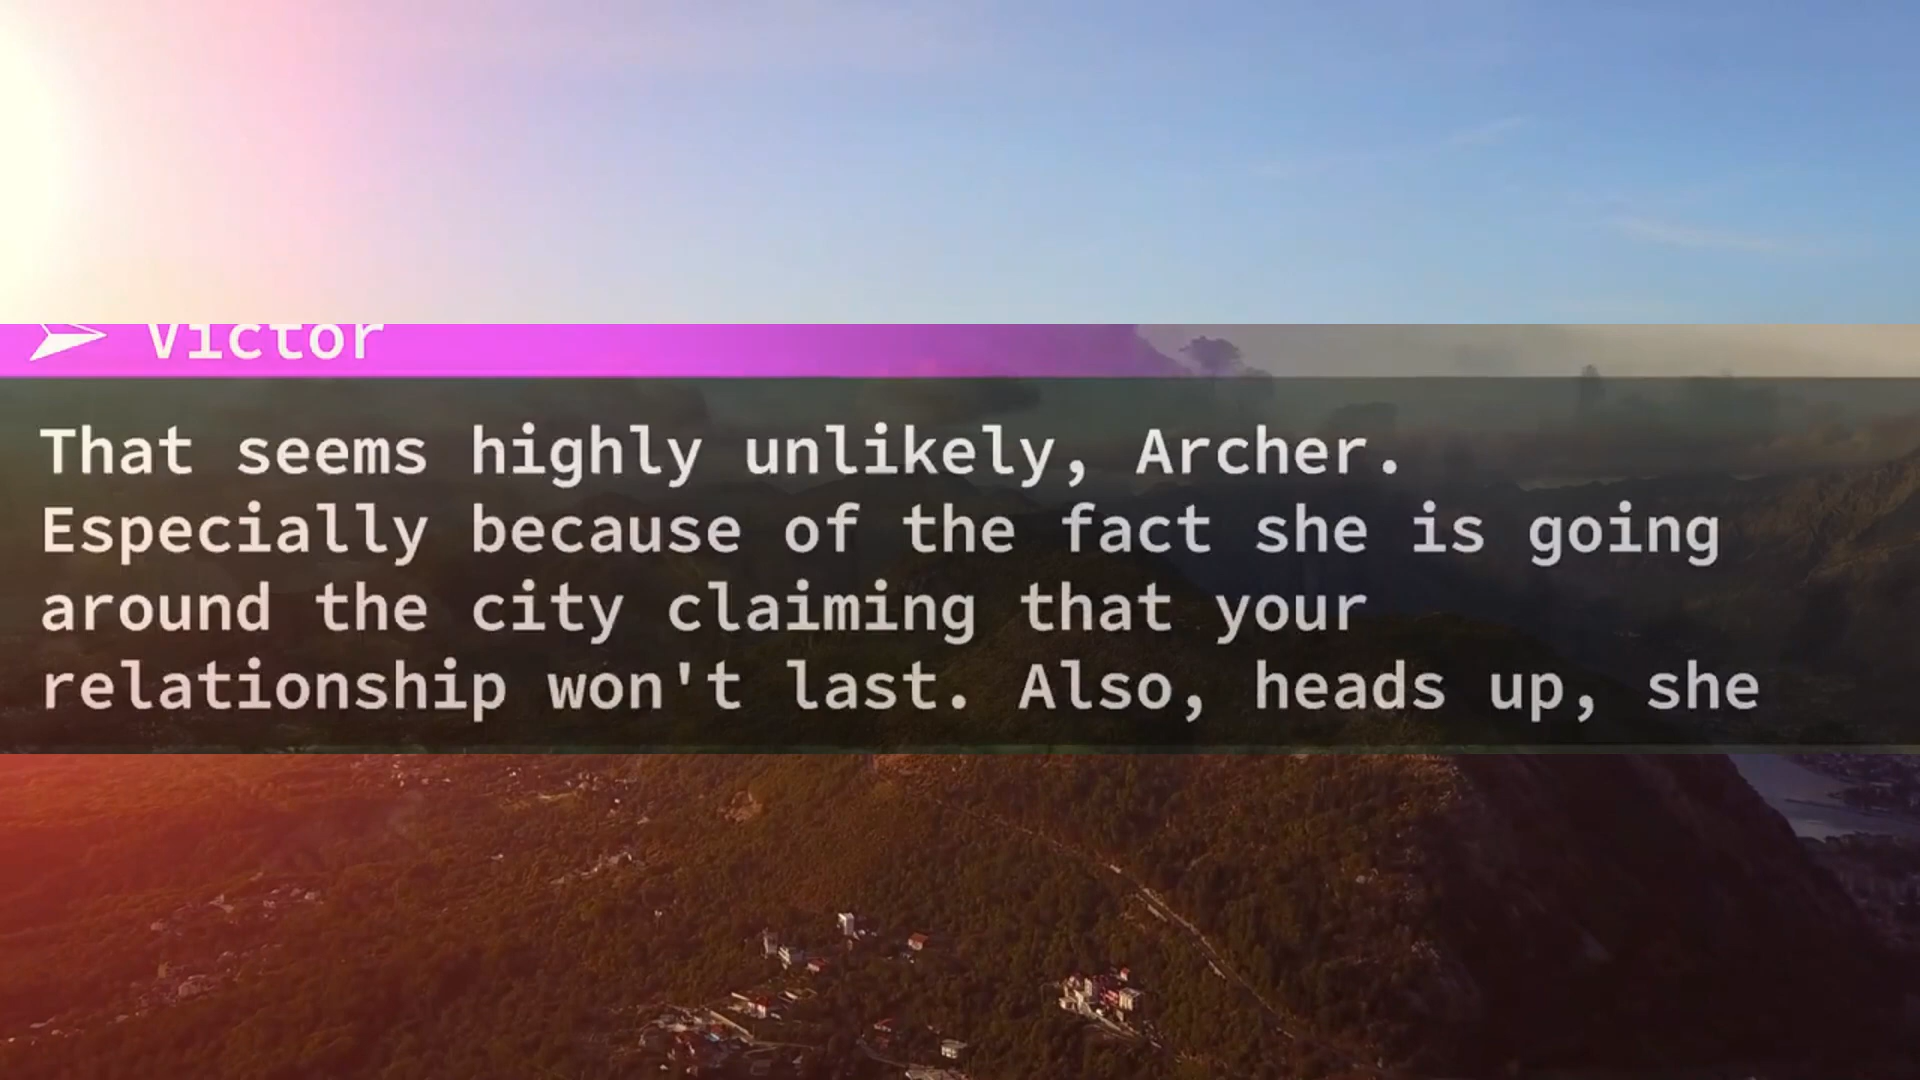 Victor
That seems highly unlikely, Archer.
Especially because of the fact she is going
around the city claiming that your
relationship won't last. Also, heads up, she